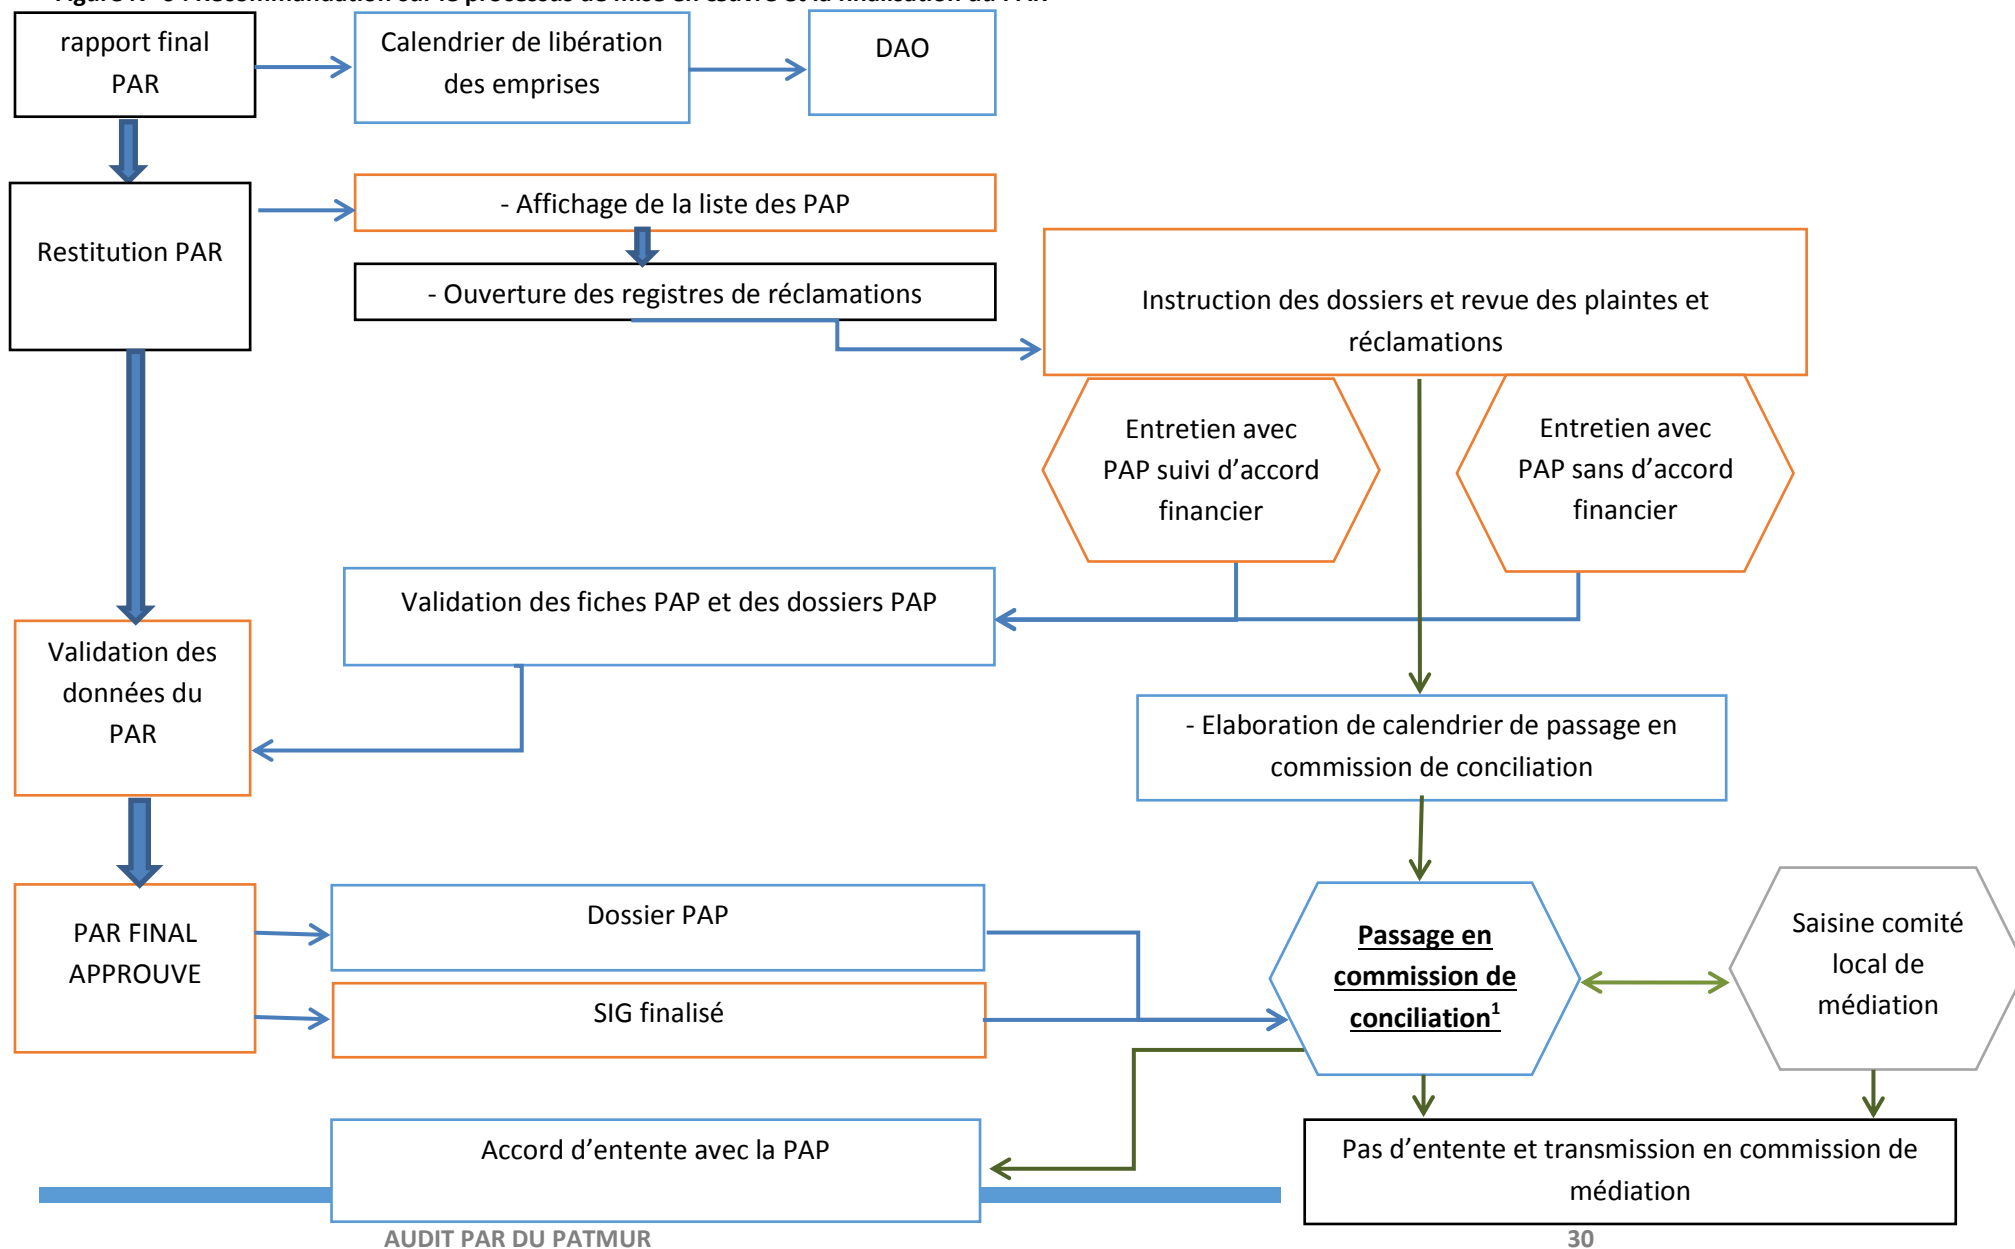 rapport final
PAR
Calendrier de libération
des emprises
DAO
Restitution PAR
- Affichage de la liste des PAP
- Ouverture des registres de réclamations
Instruction des dossiers et revue des plaintes et
réclamations
Entretien avec
PAP suivi d’accord
financier
Entretien avec
PAP sans d’accord
financier
Validation des fiches PAP et des dossiers PAP
Validation des
données du
PAR
- Elaboration de calendrier de passage en
commission de conciliation
PAR FINAL
APPROUVE
Dossier PAP
SIG finalisé
Passage en
commission de
conciliation1
Saisine comité
local de
médiation
Accord d’entente avec la PAP
Pas d’entente et transmission en commission de
médiation
AUDIT PAR DU PATMUR
30